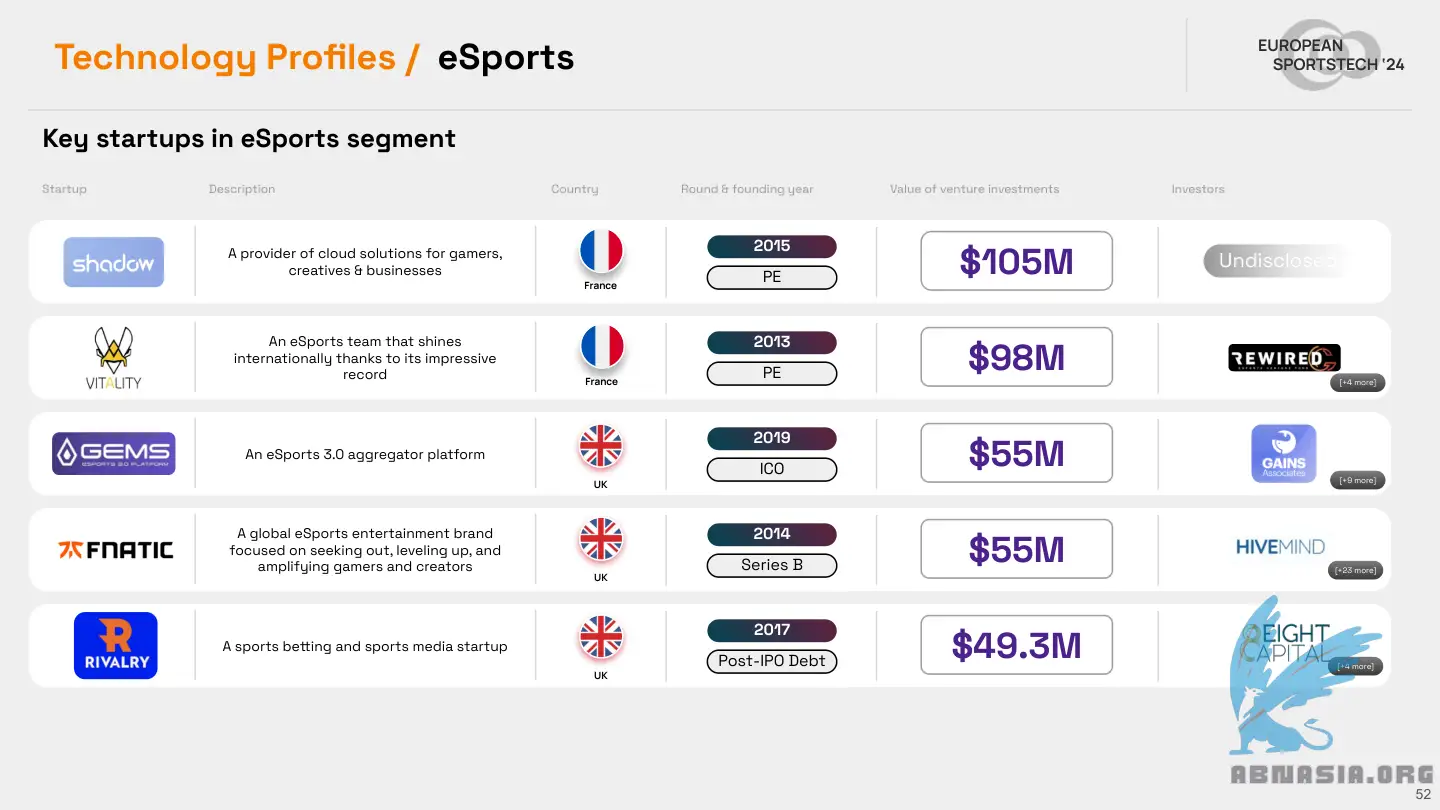 Technology Profiles / eSports
EUROPEAN
SPORTSTECH '24
Key startups in eSports segment
Startup
Description
Country
Round & founding year
Value of venture investments
Investors
shadow
A provider of cloud solutions for gamers,
creatives & businesses
France
2015
PE
$105M
Undisclosed
VITALITY
An eSports team that shines
internationally thanks to its impressive
record
France
2013
PE
$98M
REWIRED
[+4 more]
GEMS
ESPORTS 3.0 PLATFORM
An eSports 3.0 aggregator platform
UK
2019
ICO
$55M
GAINS
Associates
[+9 more]
FNATIC
A global eSports entertainment brand
focused on seeking out, leveling up, and
amplifying gamers and creators
UK
2014
Series B
$55M
HIVEMIND
[+23 more]
RIVALRY
A sports betting and sports media startup
UK
2017
Post-IPO Debt
$49.3M
EIGHT
CAPITAL
[+4 more]
ABNASIA.ORG
52